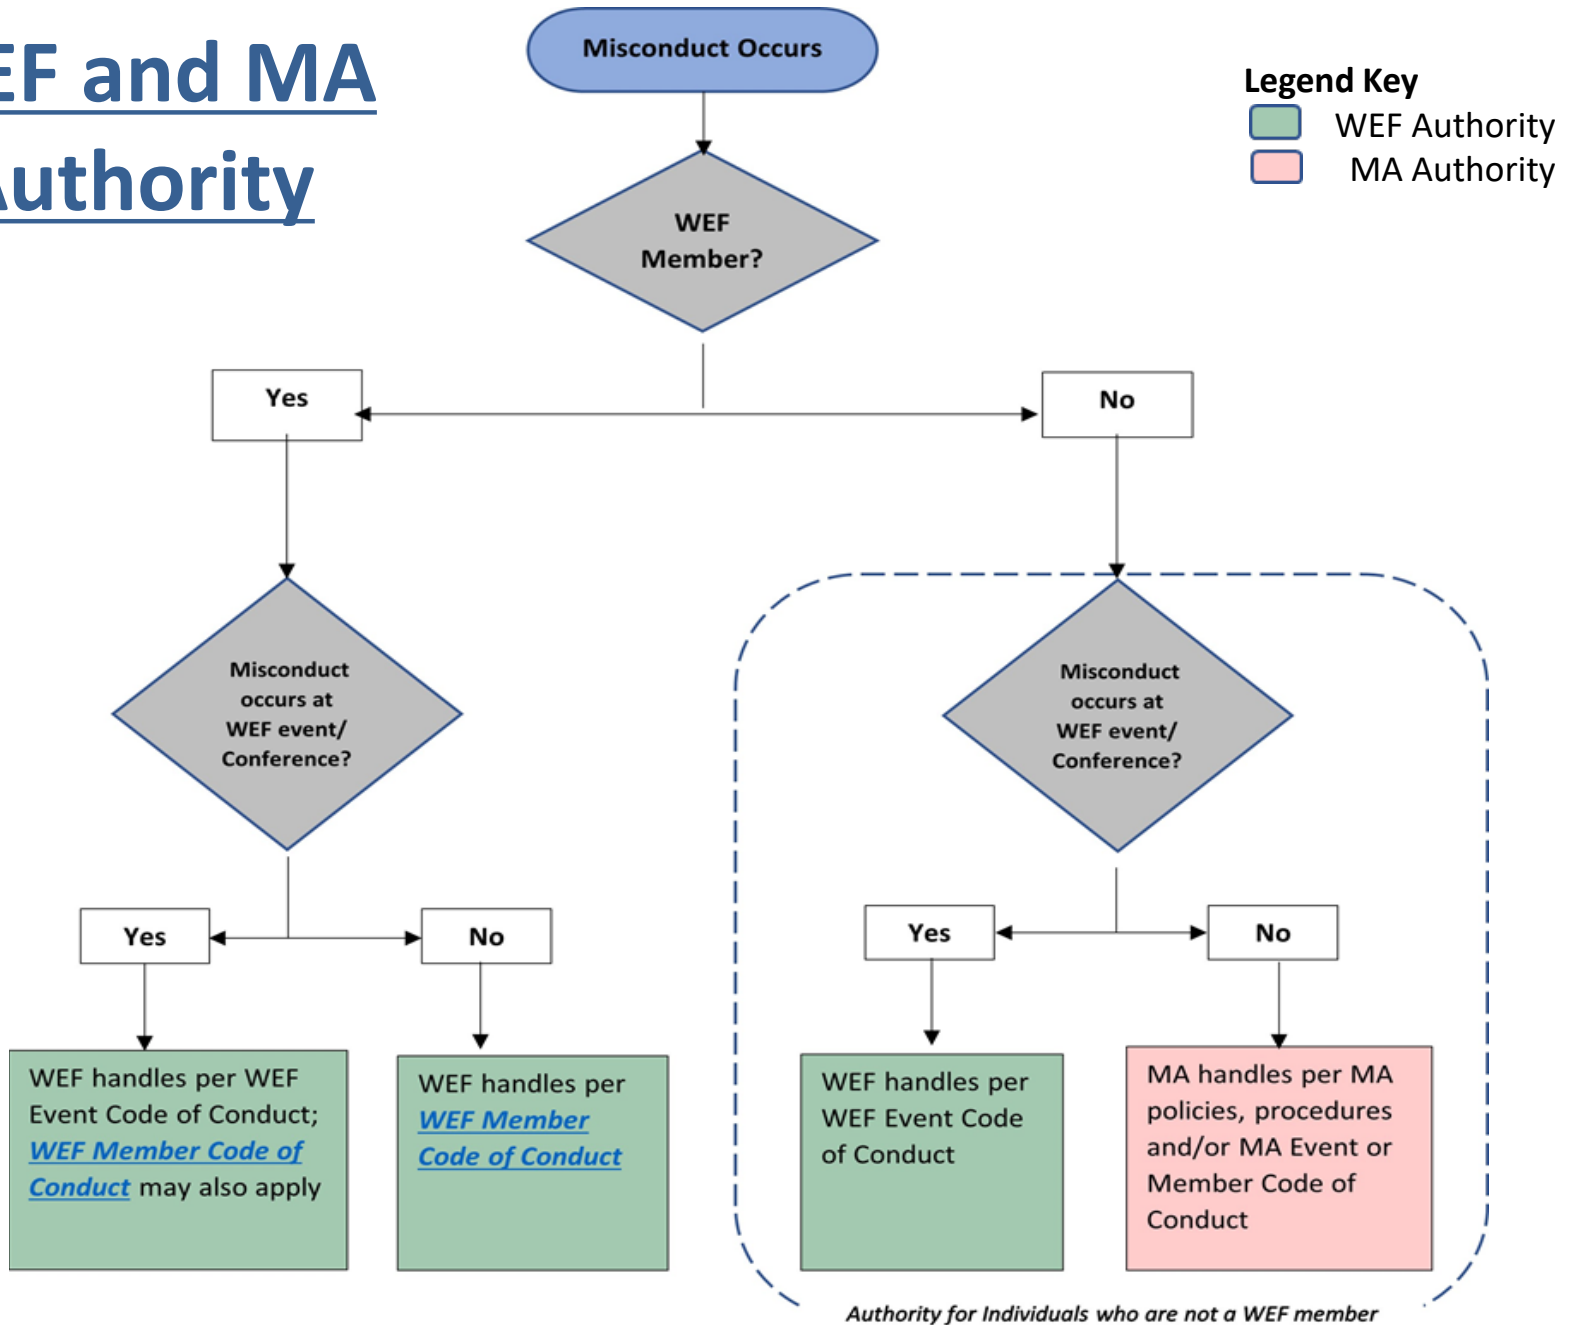 EF and MA
Authority
Misconduct Occurs
Legend Key
WEF Authority
MA Authority
WEF
Member?
Yes
No
Misconduct
occurs at
WEF event/
Conference?
Misconduct
occurs at
WEF event/
Conference?
Yes
No
Yes
No
WEF handles per WEF
Event Code of Conduct;
WEF Member Code of
Conduct may also apply
WEF handles per
WEF Member
Code of Conduct
WEF handles per
WEF Event Code
of Conduct
MA handles per MA
policies, procedures
and/or MA Event or
Member Code of
Conduct
Authority for Individuals who are not a WEF member